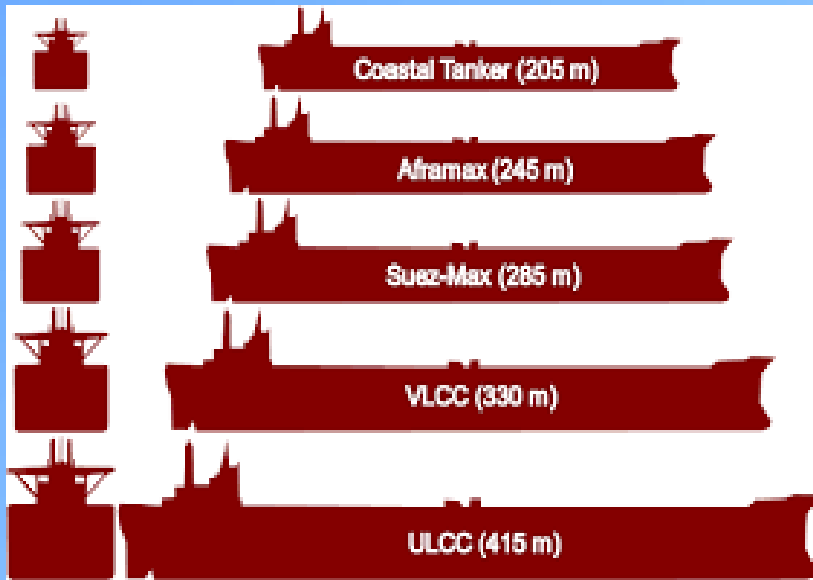 Coastal Tanker (205 m)
Aframax (245 m)
Suez-Max (285 m)
VLCC (330 m)
ULCC (415 m)